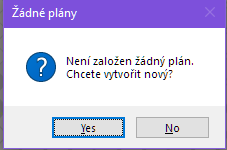 Žádné plány
Není založen žádný plán.
Chcete vytvořit nový?
Yes
No